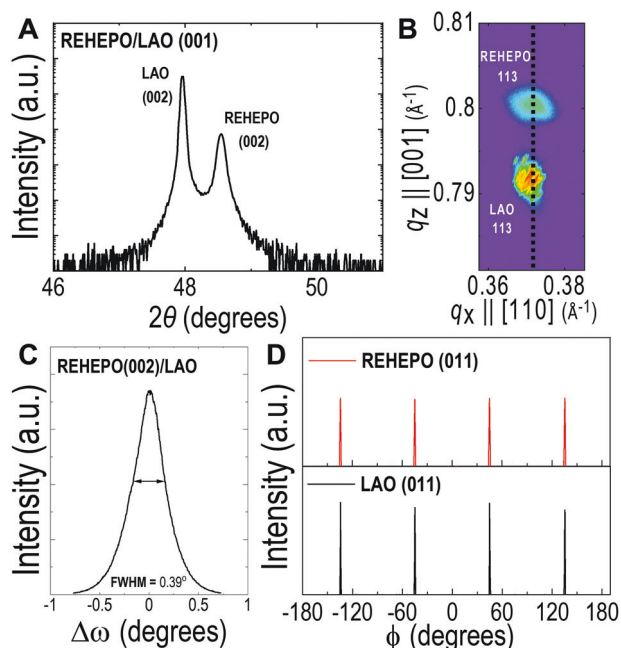 A
REHEPO/LAO (001)
LAO
(002)
REHEPO
(002)
Intensity (a.u.)
46 48 50
2θ (degrees)
B
0.81
0.8
0.79
REHEPO
113
LAO
113
qz || [001] (Å-1)
0.36 0.38
qx || [110] (Å-1)
C
REHEPO(002)/LAO
Intensity (a.u.)
FWHM = 0.39°
-1 -0.5 0 0.5 1
Δω (degrees)
D
REHEPO (011)
LAO (011)
Intensity (a.u.)
-180 -120 -60 0 60 120 180
ϕ (degrees)